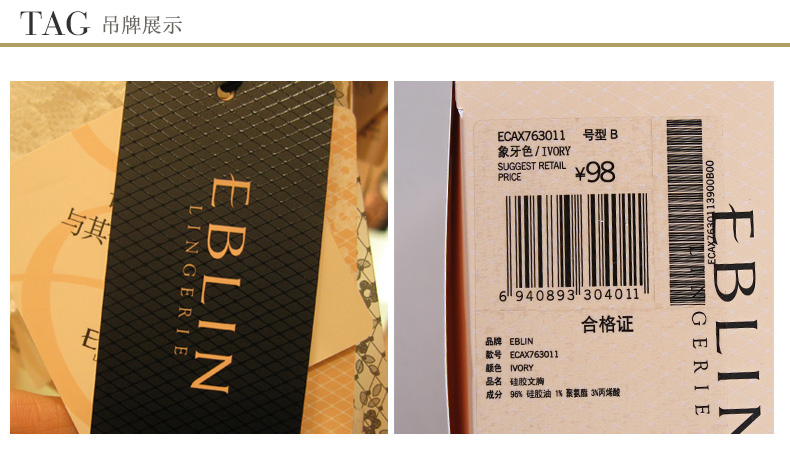 TAG 吊牌展示
与其
EBLIN
LINGERIE
ECAX763011 号型 B
象牙色/IVORY
SUGGEST RETAIL
PRICE ¥98
6 940893 304011
ECAX7630113900B00
合格证
品牌 EBLIN
款号 ECAX763011
颜色 IVORY
品名 硅胶文胸
成分 96% 硅胶油 1% 聚氨酯 3%丙烯酸
EBLIN
LINGERIE